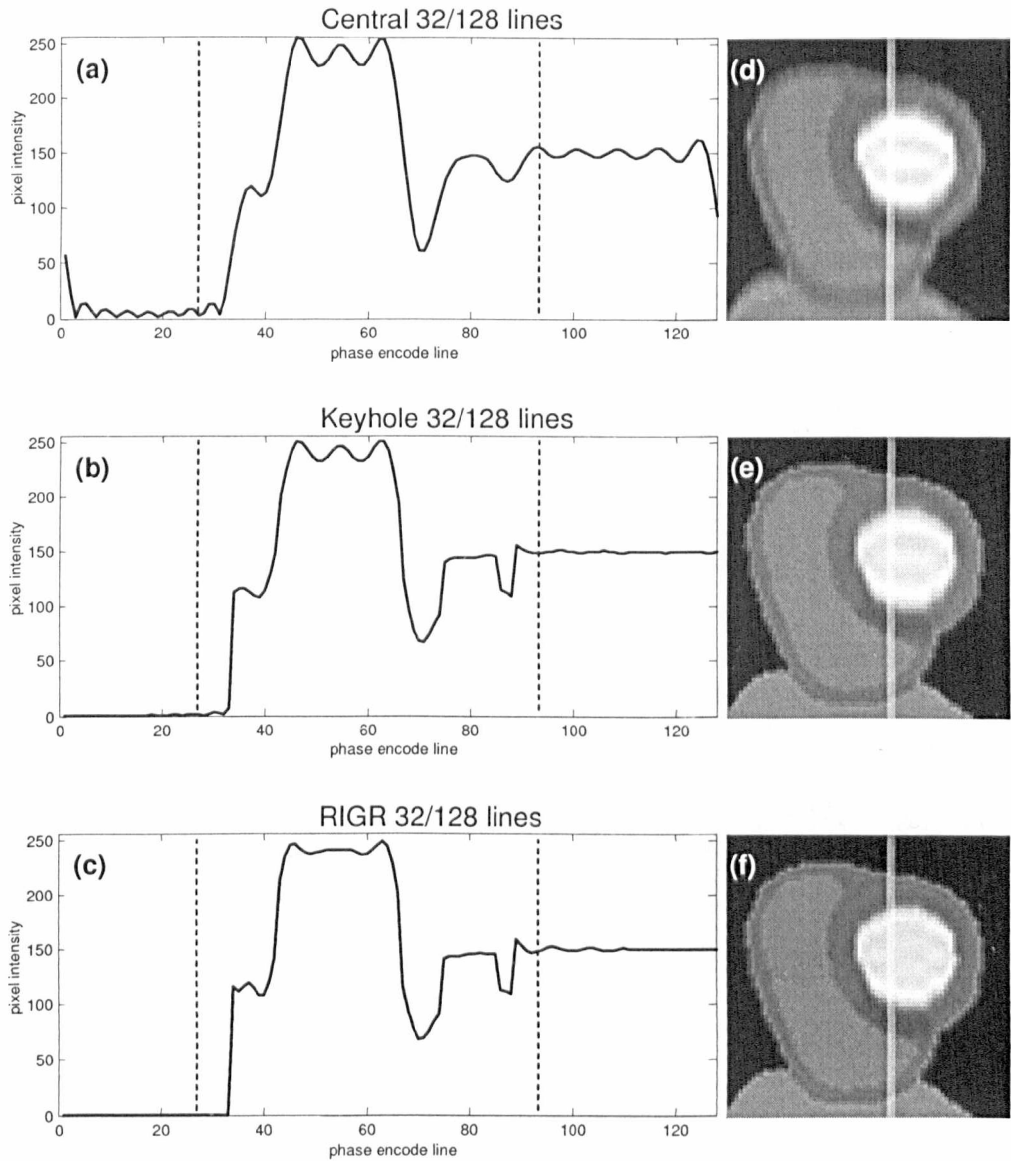 Central 32/128 lines
(a)
pixel intensity
250
200
150
100
50
0
0 20 40 60 80 100 120
phase encode line
(d)
Keyhole 32/128 lines
(b)
pixel intensity
250
200
150
100
50
0
0 20 40 60 80 100 120
phase encode line
(e)
RIGR 32/128 lines
(c)
pixel intensity
250
200
150
100
50
0
0 20 40 60 80 100 120
phase encode line
(f)